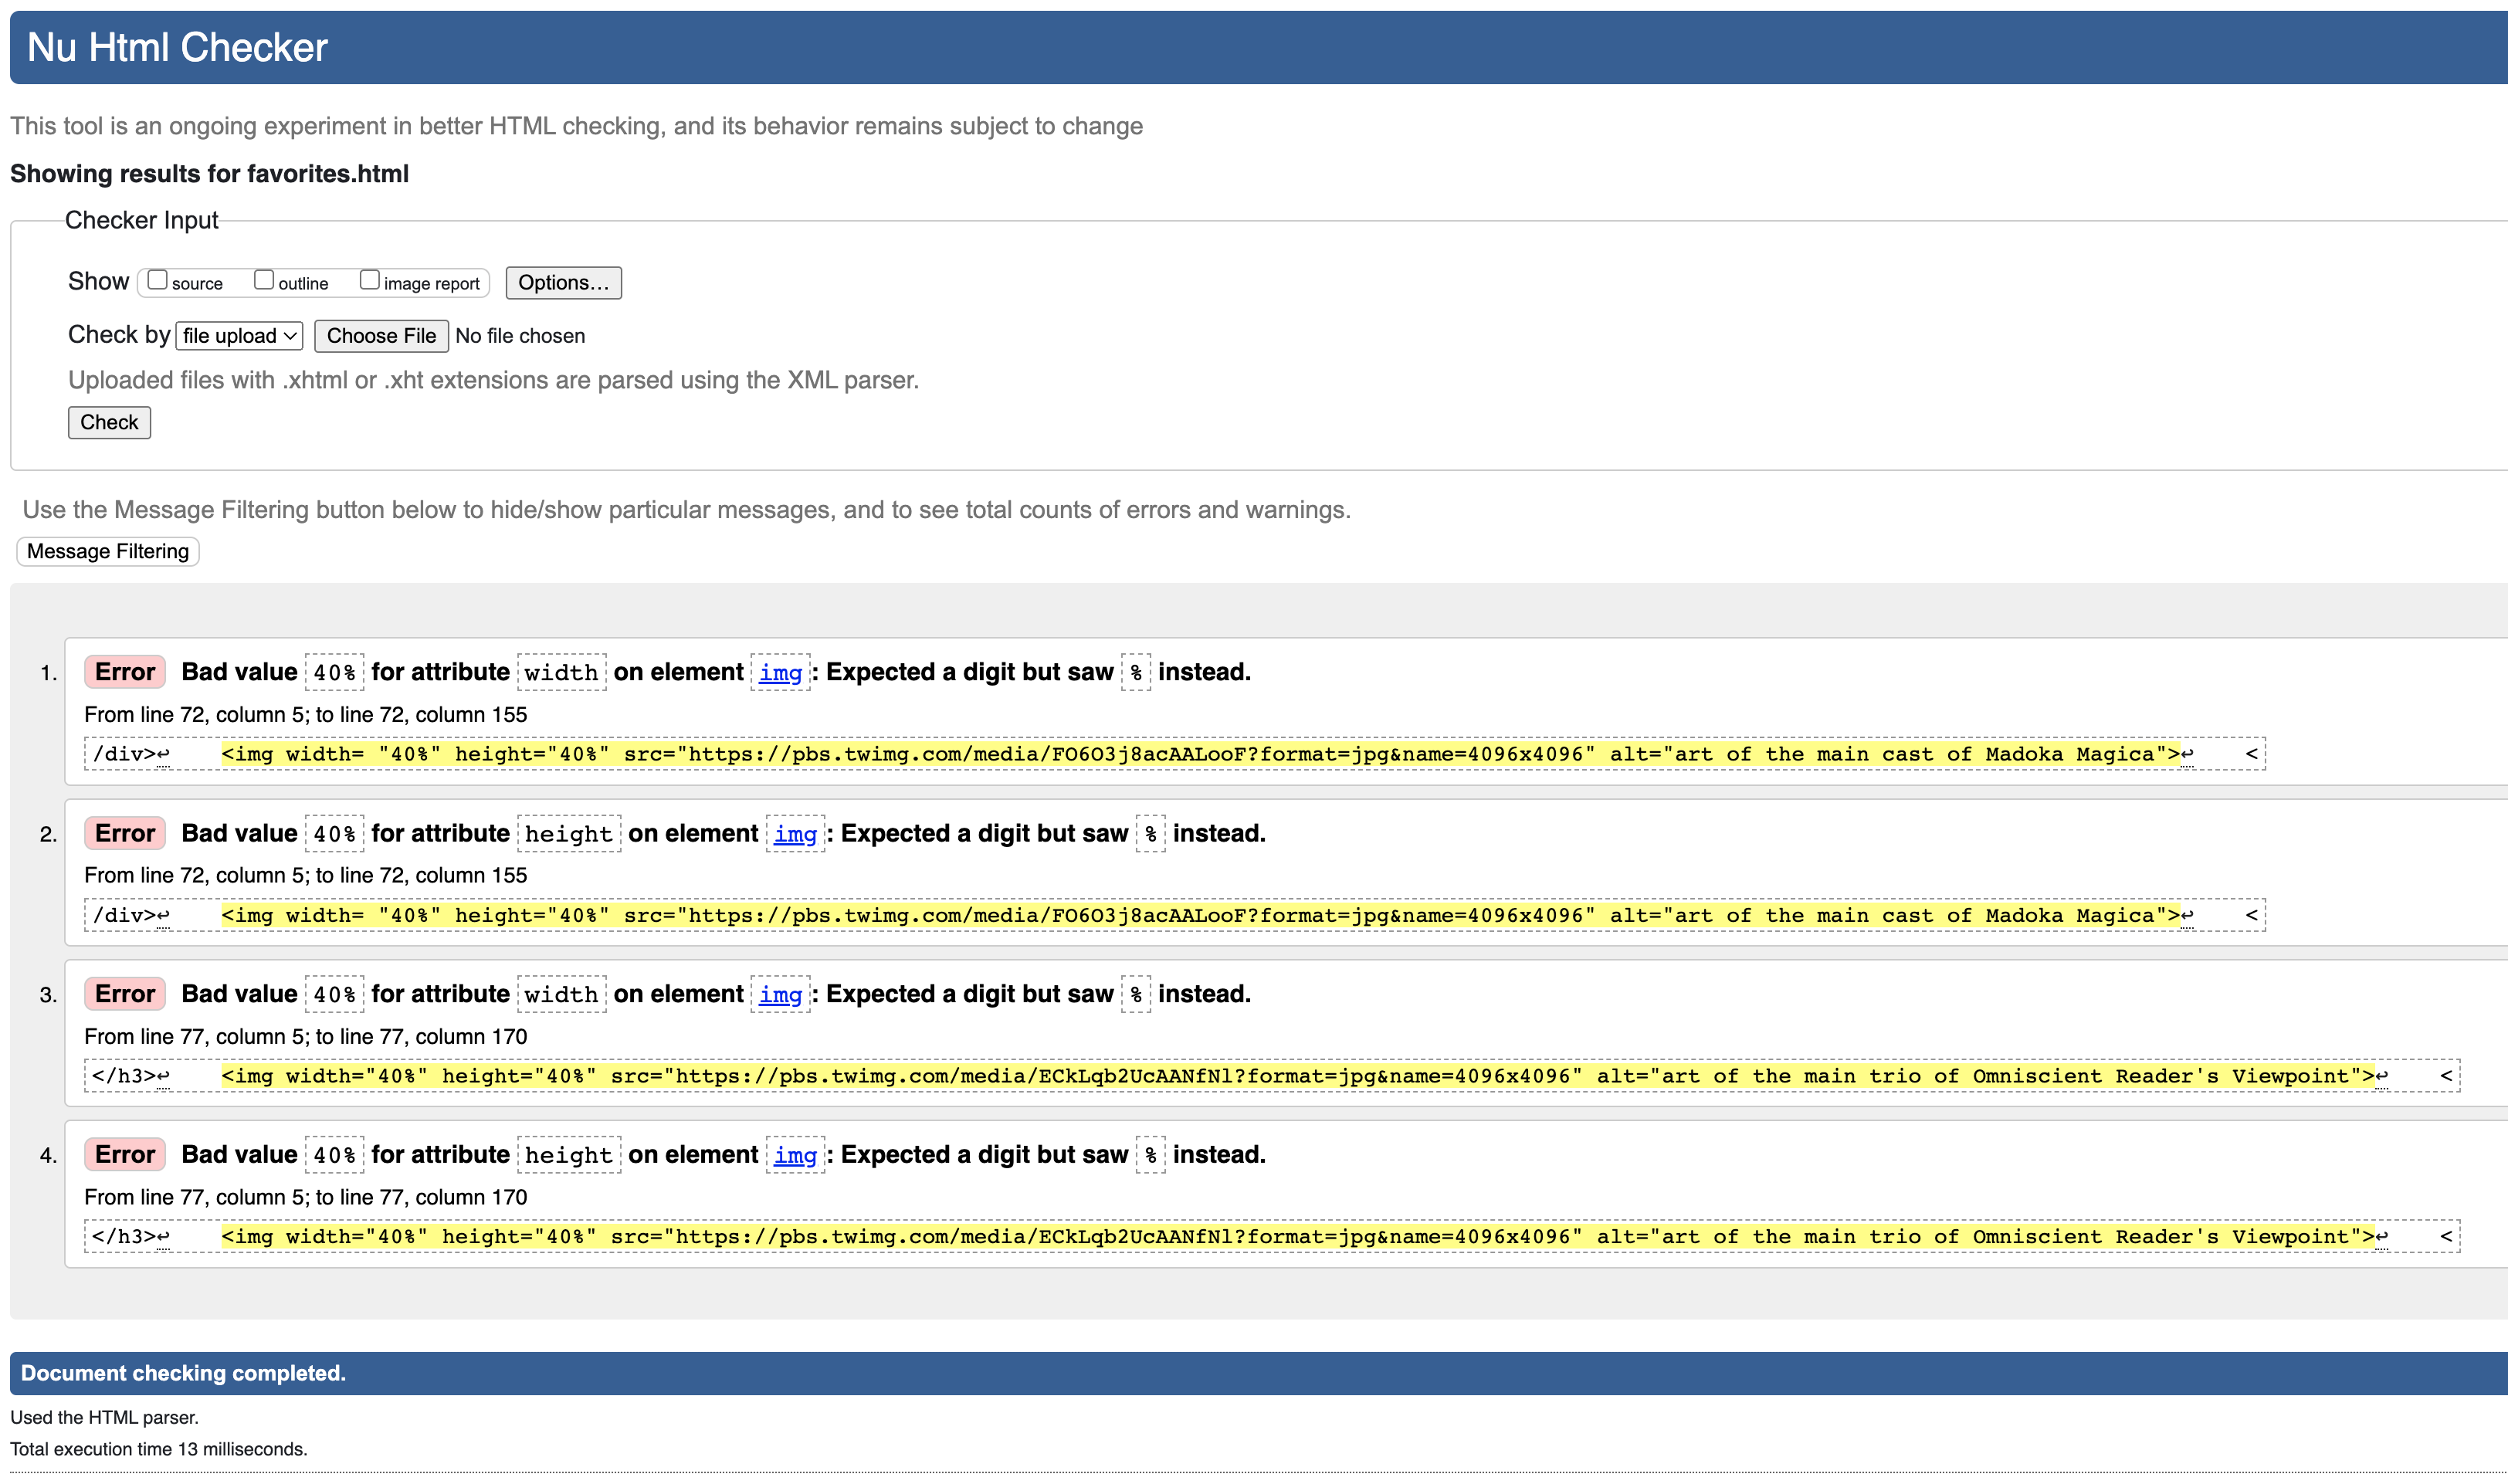 Nu Html Checker
This tool is an ongoing experiment in better HTML checking, and its behavior remains subject to change
Showing results for favorites.html
Checker Input
Show source outline image report Options...
Check by file upload Choose File No file chosen
Uploaded files with .xhtml or .xht extensions are parsed using the XML parser.
Check
Use the Message Filtering button below to hide/show particular messages, and to see total counts of errors and warnings.
Message Filtering
1. Error Bad value 40% for attribute width on element img: Expected a digit but saw % instead.
From line 72, column 5; to line 72, column 155
/div>↩ <img width= "40%" height="40%" src="https://pbs.twimg.com/media/FO6O3j8acAALooF?format=jpg&name=4096x4096" alt="art of the main cast of Madoka Magica">↩ <
2. Error Bad value 40% for attribute height on element img: Expected a digit but saw % instead.
From line 72, column 5; to line 72, column 155
/div>↩ <img width= "40%" height="40%" src="https://pbs.twimg.com/media/FO6O3j8acAALooF?format=jpg&name=4096x4096" alt="art of the main cast of Madoka Magica">↩ <
3. Error Bad value 40% for attribute width on element img: Expected a digit but saw % instead.
From line 77, column 5; to line 77, column 170
</h3>↩ <img width="40%" height="40%" src="https://pbs.twimg.com/media/ECkLqb2UcAANfNl?format=jpg&name=4096x4096" alt="art of the main trio of Omniscient Reader's Viewpoint">↩ <
4. Error Bad value 40% for attribute height on element img: Expected a digit but saw % instead.
From line 77, column 5; to line 77, column 170
</h3>↩ <img width="40%" height="40%" src="https://pbs.twimg.com/media/ECkLqb2UcAANfNl?format=jpg&name=4096x4096" alt="art of the main trio of Omniscient Reader's Viewpoint">↩ <
Document checking completed.
Used the HTML parser.
Total execution time 13 milliseconds.